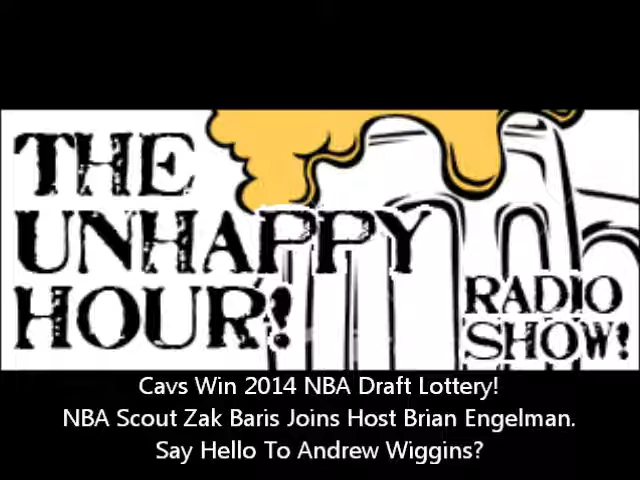 THE
UNHAPPY
HOUR!
RADIO
SHOW!
Cavs Win 2014 NBA Draft Lottery!
NBA Scout Zak Baris Joins Host Brian Engelman.
Say Hello To Andrew Wiggins?